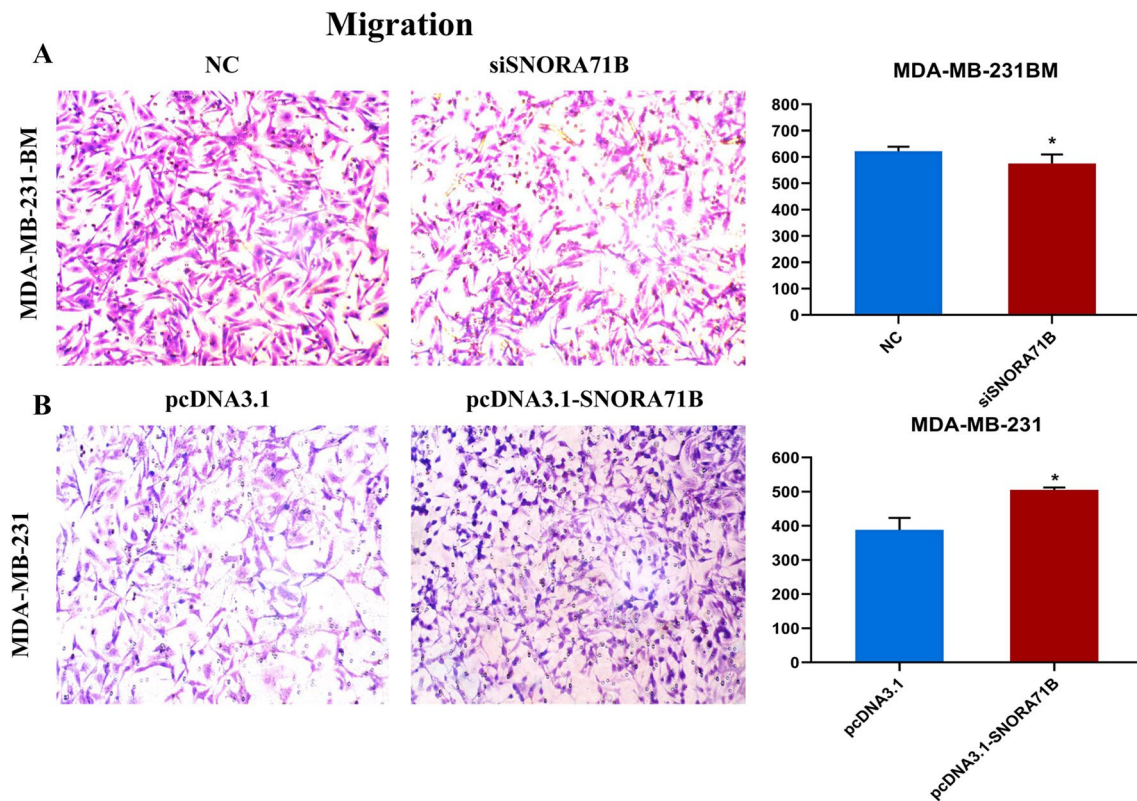 Migration
A
NC
siSNORA71B
MDA-MB-231-BM
MDA-MB-231BM
800
700
600
500
400
300
200
100
0
*
NC
siSNORA71B
B
pcDNA3.1
pcDNA3.1-SNORA71B
MDA-MB-231
MDA-MB-231
600
500
400
300
200
100
0
*
pcDNA3.1
pcDNA3.1-SNORA71B